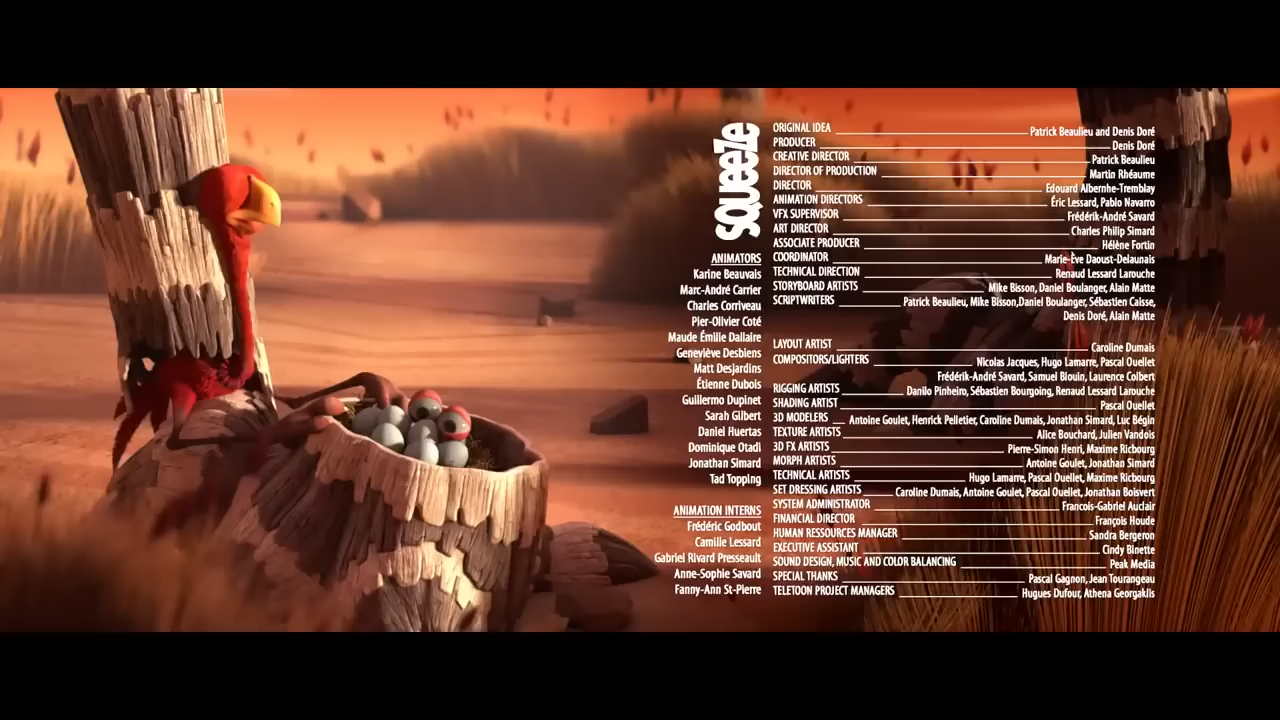 squeeze
ANIMATORS
Karine Beauvais
Marc-André Carrier
Charles Corriveau
Pier-Olivier Coté
Maude Émilie Dallaire
Geneviève Desbiens
Matt Desjardins
Étienne Dubois
Guillermo Dupinet
Sarah Gilbert
Daniel Huertas
Dominique Otadi
Jonathan Simard
Tad Topping
ANIMATION INTERNS
Frédéric Godbout
Camille Lessard
Gabriel Rivard Presseault
Anne-Sophie Savard
Fanny-Ann St-Pierre
ORIGINAL IDEA Patrick Beaulieu and Denis Doré
PRODUCER Denis Doré
CREATIVE DIRECTOR Patrick Beaulieu
DIRECTOR OF PRODUCTION Martin Rhéaume
DIRECTOR Edouard Albernhe-Tremblay
ANIMATION DIRECTORS Éric Lessard, Pablo Navarro
VFX SUPERVISOR Frédérik-André Savard
ART DIRECTOR Charles Philip Simard
ASSOCIATE PRODUCER Hélène Fortin
COORDINATOR Marie-Ève Daoust-Delaunais
TECHNICAL DIRECTION Renaud Lessard Larouche
STORYBOARD ARTISTS Mike Bisson, Daniel Boulanger, Alain Matte
SCRIPTWRITERS Patrick Beaulieu, Mike Bisson,Daniel Boulanger, Sébastien Caisse,
Denis Doré, Alain Matte
LAYOUT ARTIST Caroline Dumais
COMPOSITORS/LIGHTERS Nicolas Jacques, Hugo Lamarre, Pascal Ouellet
Frédérik-André Savard, Samuel Blouin, Laurence Colbert
RIGGING ARTISTS Danilo Pinheiro, Sébastien Bourgoing, Renaud Lessard Larouche
SHADING ARTIST Pascal Ouellet
3D MODELERS Antoine Goulet, Henrick Pelletier, Caroline Dumais, Jonathan Simard, Luc Bégin
TEXTURE ARTISTS Alice Bouchard, Julien Vandois
3D FX ARTISTS Pierre-Simon Henri, Maxime Ricbourg
MORPH ARTISTS Antoine Goulet, Jonathan Simard
TECHNICAL ARTISTS Hugo Lamarre, Pascal Ouellet, Maxime Ricbourg
SET DRESSING ARTISTS Caroline Dumais, Antoine Goulet, Pascal Ouellet, Jonathan Boisvert
SYSTEM ADMINISTRATOR Francois-Gabriel Auclair
FINANCIAL DIRECTOR François Houde
HUMAN RESSOURCES MANAGER Sandra Bergeron
EXECUTIVE ASSISTANT Cindy Binette
SOUND DESIGN, MUSIC AND COLOR BALANCING Peak Media
SPECIAL THANKS Pascal Gagnon, Jean Tourangeau
TELETOON PROJECT MANAGERS Hugues Dufour, Athena Georgaklis